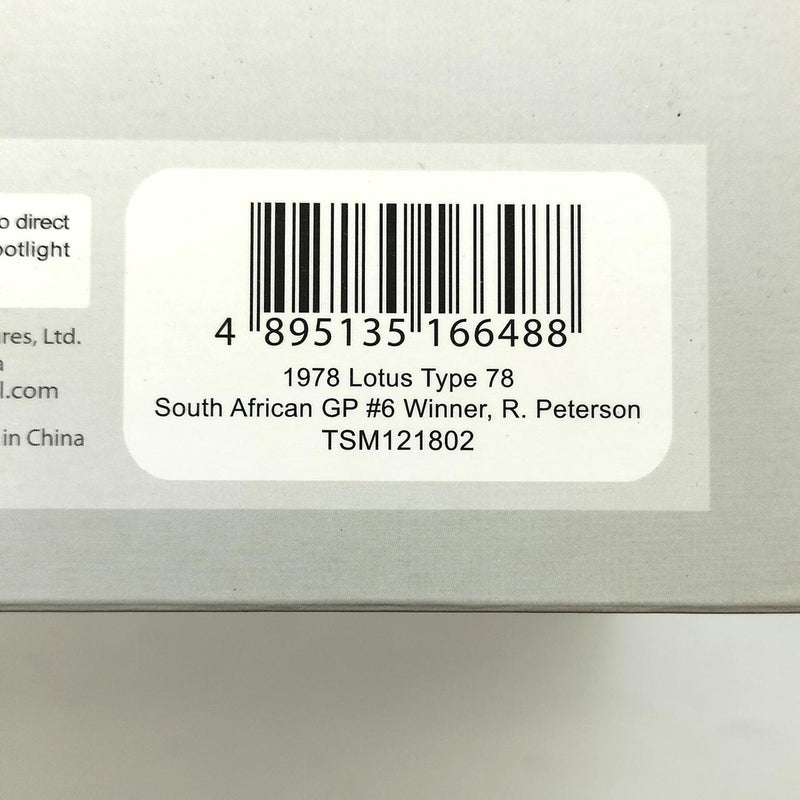 o direct
potlight
res, Ltd.
a
l.com
in China
4 895135 166488
1978 Lotus Type 78
South African GP #6 Winner, R. Peterson
TSM121802